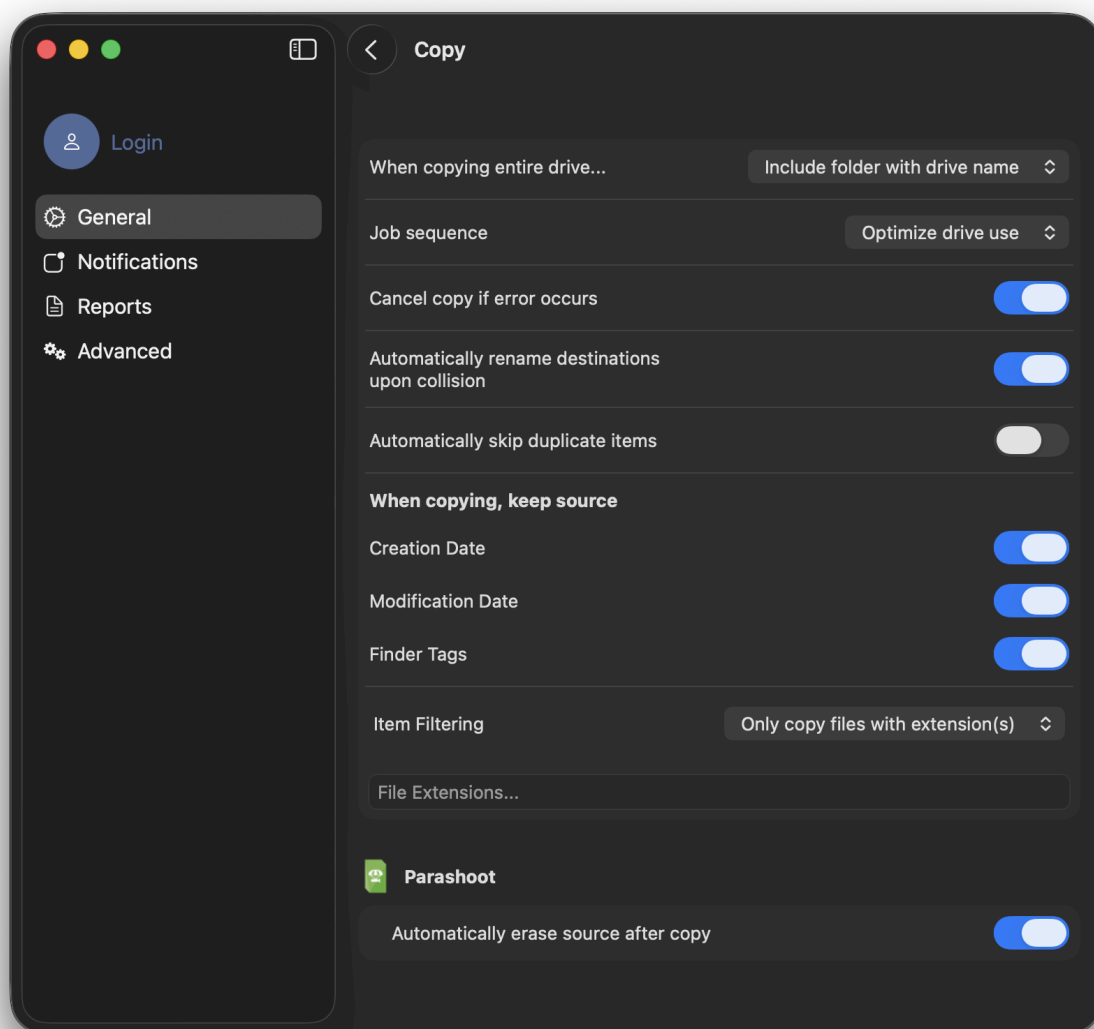 Copy
Login
General
Notifications
Reports
Advanced
When copying entire drive... Include folder with drive name
Job sequence Optimize drive use
Cancel copy if error occurs
Automatically rename destinations
upon collision
Automatically skip duplicate items
When copying, keep source
Creation Date
Modification Date
Finder Tags
Item Filtering Only copy files with extension(s)
File Extensions...
Parashoot
Automatically erase source after copy